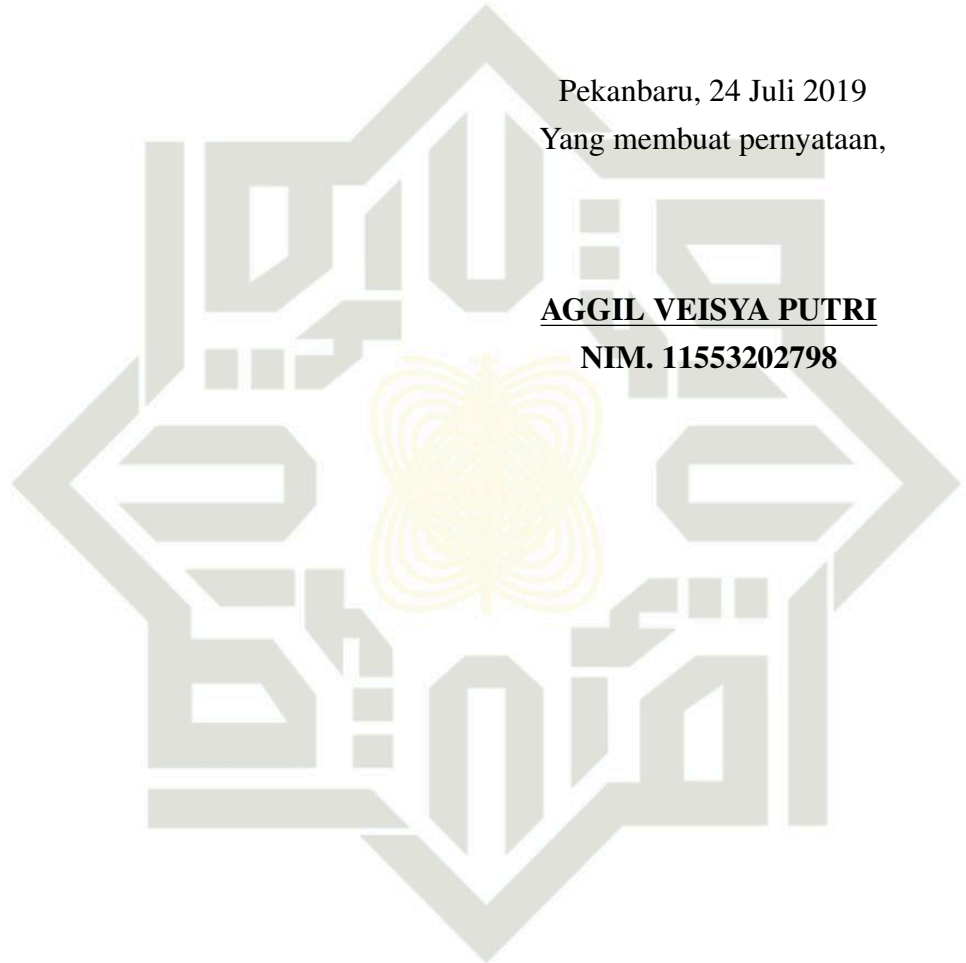 Pekanbaru, 24 Juli 2019
Yang membuat pernyataan,
AGGIL VEISYA PUTRI
NIM. 11553202798